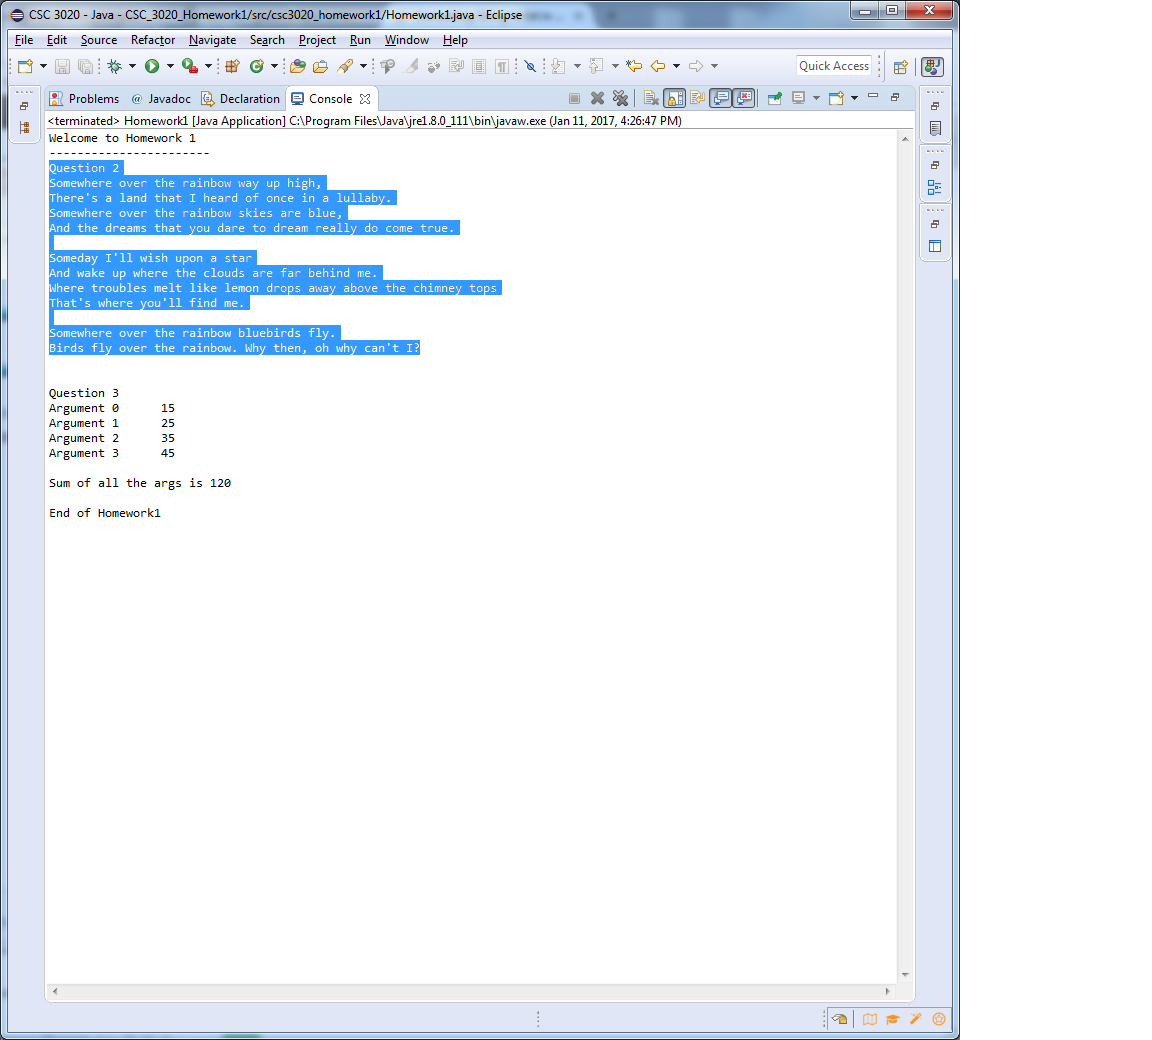 CSC 3020 - Java - CSC_3020_Homework1/src/csc3020_homework1/Homework1.java - Eclipse
File Edit Source Refactor Navigate Search Project Run Window Help
Quick Access
Problems @ Javadoc Declaration Console
<terminated> Homework1 [Java Application] C:\Program Files\Java\jre1.8.0_111\bin\javaw.exe (Jan 11, 2017, 4:26:47 PM)
Welcome to Homework 1
-----------------------
Question 2
Somewhere over the rainbow way up high,
There's a land that I heard of once in a lullaby.
Somewhere over the rainbow skies are blue,
And the dreams that you dare to dream really do come true.
Someday I'll wish upon a star
And wake up where the clouds are far behind me.
Where troubles melt like lemon drops away above the chimney tops
That's where you'll find me.
Somewhere over the rainbow bluebirds fly.
Birds fly over the rainbow. Why then, oh why can't I?
Question 3
Argument 0 15
Argument 1 25
Argument 2 35
Argument 3 45
Sum of all the args is 120
End of Homework1